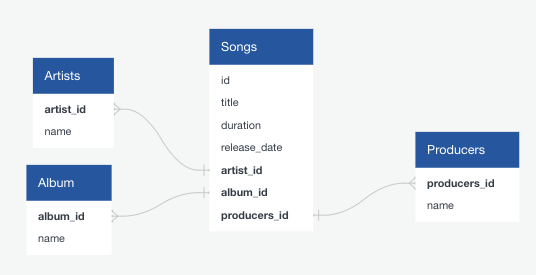 Artists
artist_id
name
Album
album_id
name
Songs
id
title
duration
release_date
artist_id
album_id
producers_id
Producers
producers_id
name